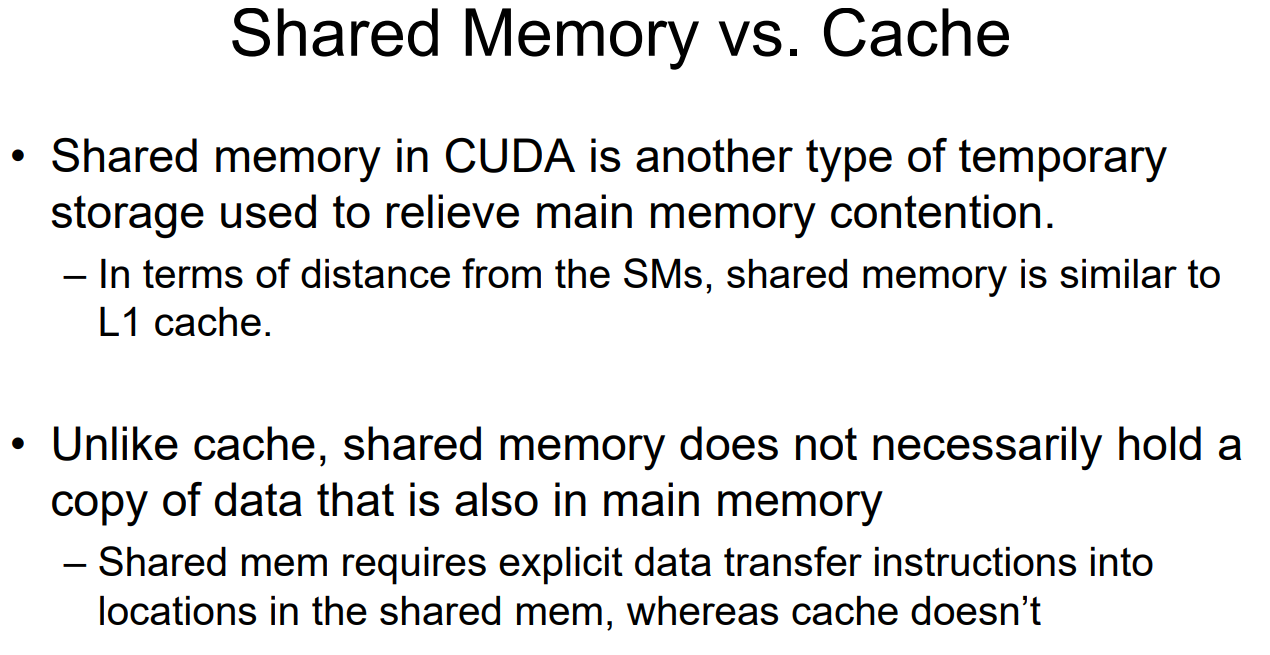 Shared Memory vs. Cache
• Shared memory in CUDA is another type of temporary
storage used to relieve main memory contention.
– In terms of distance from the SMs, shared memory is similar to
L1 cache.
• Unlike cache, shared memory does not necessarily hold a
copy of data that is also in main memory
– Shared mem requires explicit data transfer instructions into
locations in the shared mem, whereas cache doesn’t